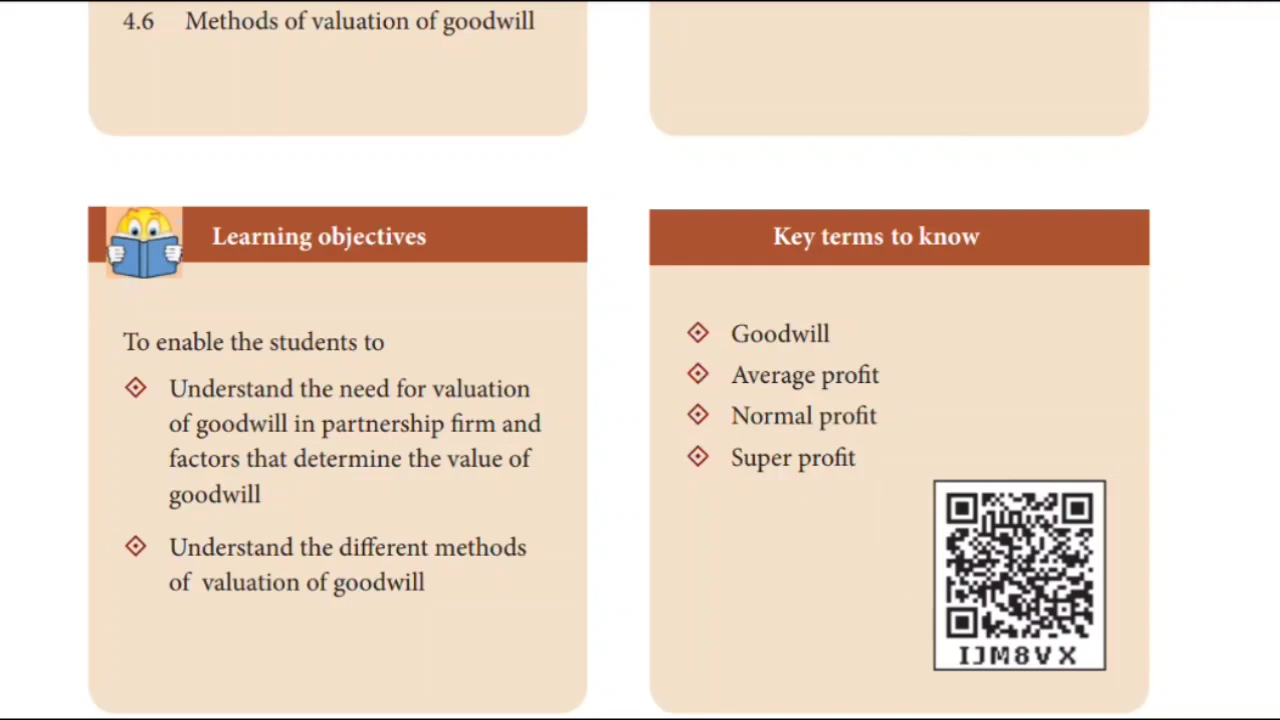 4.6 Methods of valuation of goodwill
Learning objectives
To enable the students to
Understand the need for valuation
of goodwill in partnership firm and
factors that determine the value of
goodwill
Understand the different methods
of valuation of goodwill
Key terms to know
Goodwill
Average profit
Normal profit
Super profit
IJM8VX